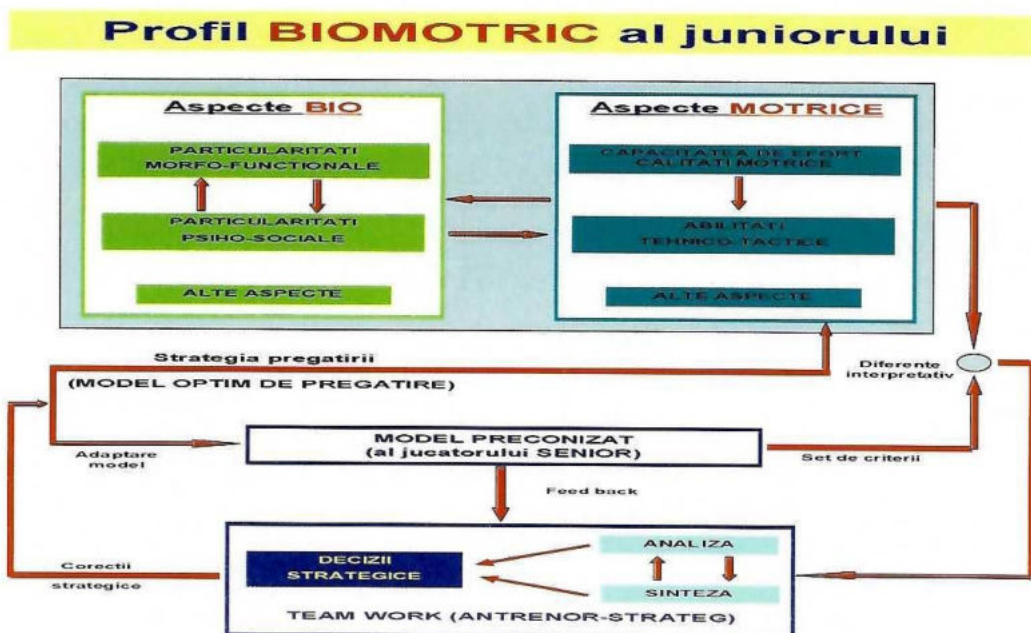 Profil BIOMOTRIC al juniorului
Aspecte BIO
PARTICULARITATI
MORFO-FUNCTIONALE
PARTICULARITATI
PSIHO-SOCIALE
ALTE ASPECTE
Aspecte MOTRICE
CAPACITATEA DE EFORT
CALITATI MOTRICE
ABILITATI
TEHNICO-TACTICE
ALTE ASPECTE
Strategia pregatirii
(MODEL OPTIM DE PREGATIRE)
Diferente
interpretativ
Adaptare
model
MODEL PRECONIZAT
(al jucatorului SENIOR)
Set de criterii
Feed back
Corectii
strategice
DECIZII
STRATEGICE
ANALIZA
SINTEZA
TEAM WORK (ANTRENOR-STRATEG)